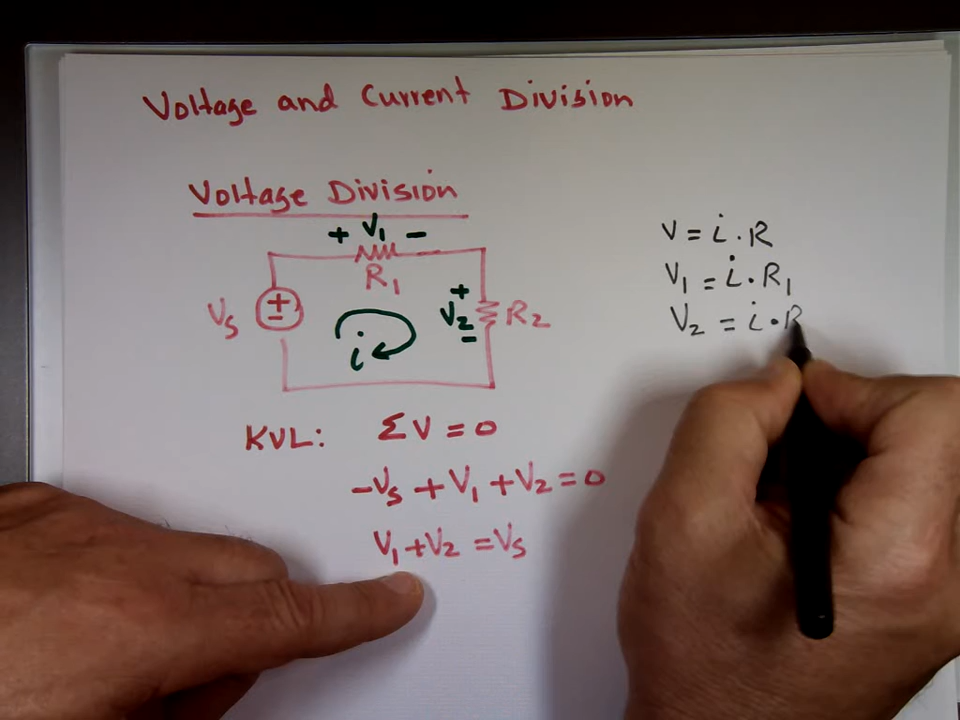 Voltage and Current Division
Voltage Division
+ V1 -
R1
Vs
+
-
i
+
V2
-
R2
V = i . R
V1 = i . R1
V2 = i . R
KVL: ΣV = 0
-Vs + V1 + V2 = 0
V1 + V2 = Vs